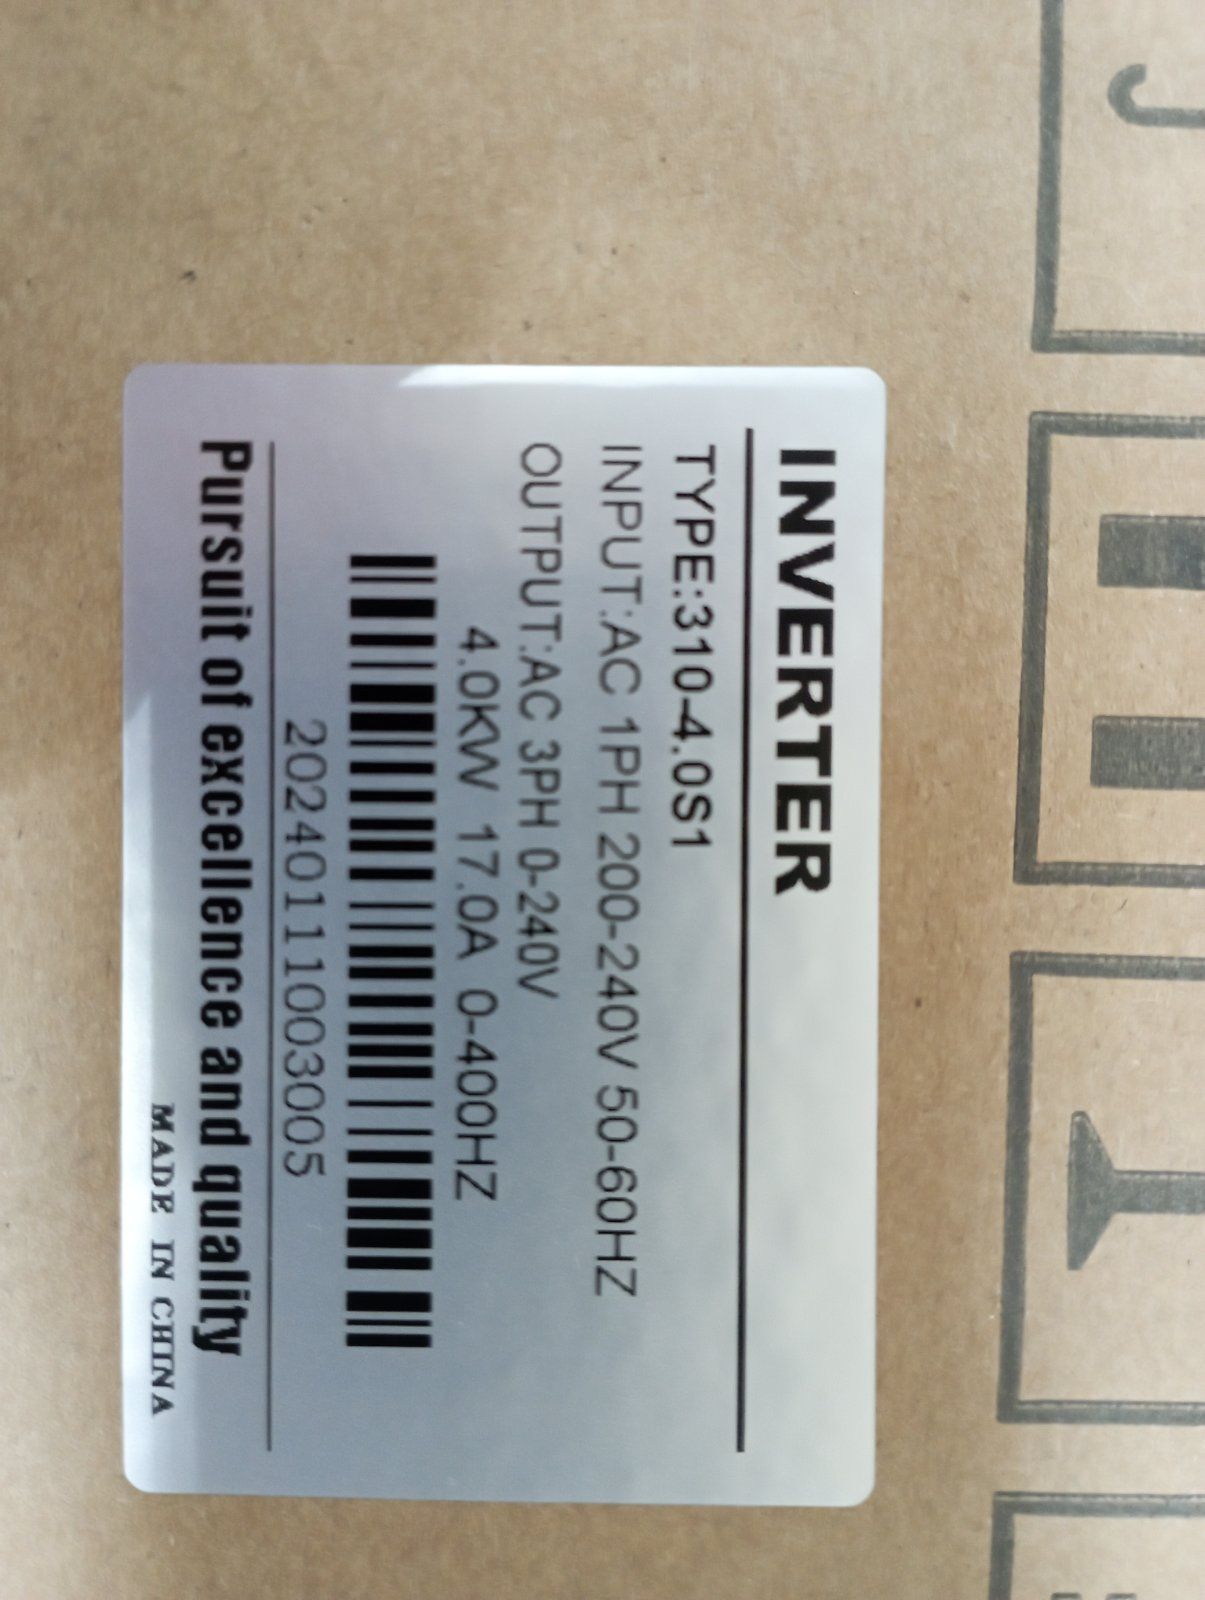 INVERTER
TYPE:310-4.0S1
INPUT:AC 1PH 200-240V 50-60HZ
OUTPUT:AC 3PH 0-240V
4.0KW 17.0A 0-400HZ
20240111003005
Pursuit of excellence and quality
MADE IN CHINA